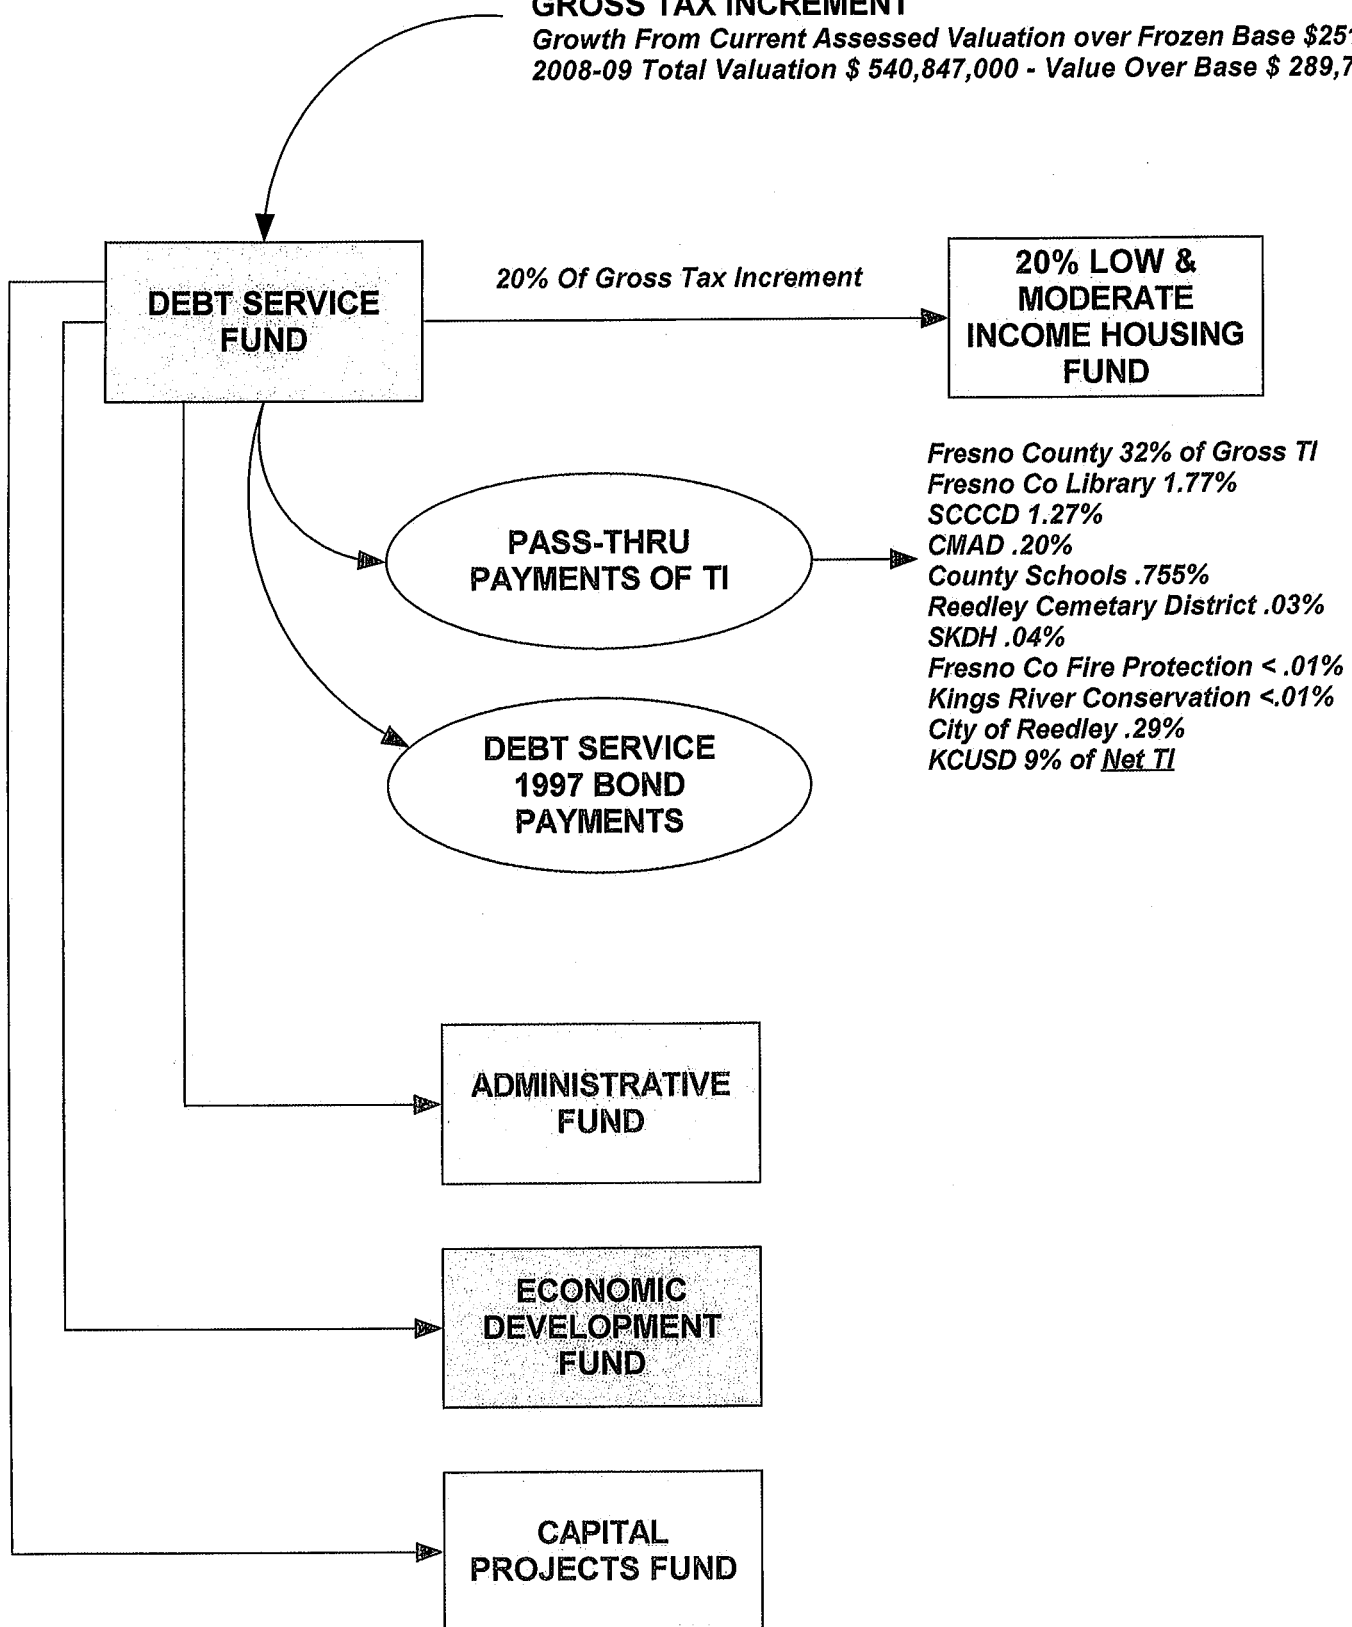 GROSS TAX INCREMENT
Growth From Current Assessed Valuation over Frozen Base $25
2008-09 Total Valuation $ 540,847,000 - Value Over Base $ 289,7
DEBT SERVICE
FUND
20% Of Gross Tax Increment
20% LOW &
MODERATE
INCOME HOUSING
FUND
PASS-THRU
PAYMENTS OF TI
Fresno County 32% of Gross TI
Fresno Co Library 1.77%
SCCCD 1.27%
CMAD .20%
County Schools .755%
Reedley Cemetary District .03%
SKDH .04%
Fresno Co Fire Protection < .01%
Kings River Conservation <.01%
City of Reedley .29%
KCUSD 9% of Net TI
DEBT SERVICE
1997 BOND
PAYMENTS
ADMINISTRATIVE
FUND
ECONOMIC
DEVELOPMENT
FUND
CAPITAL
PROJECTS FUND